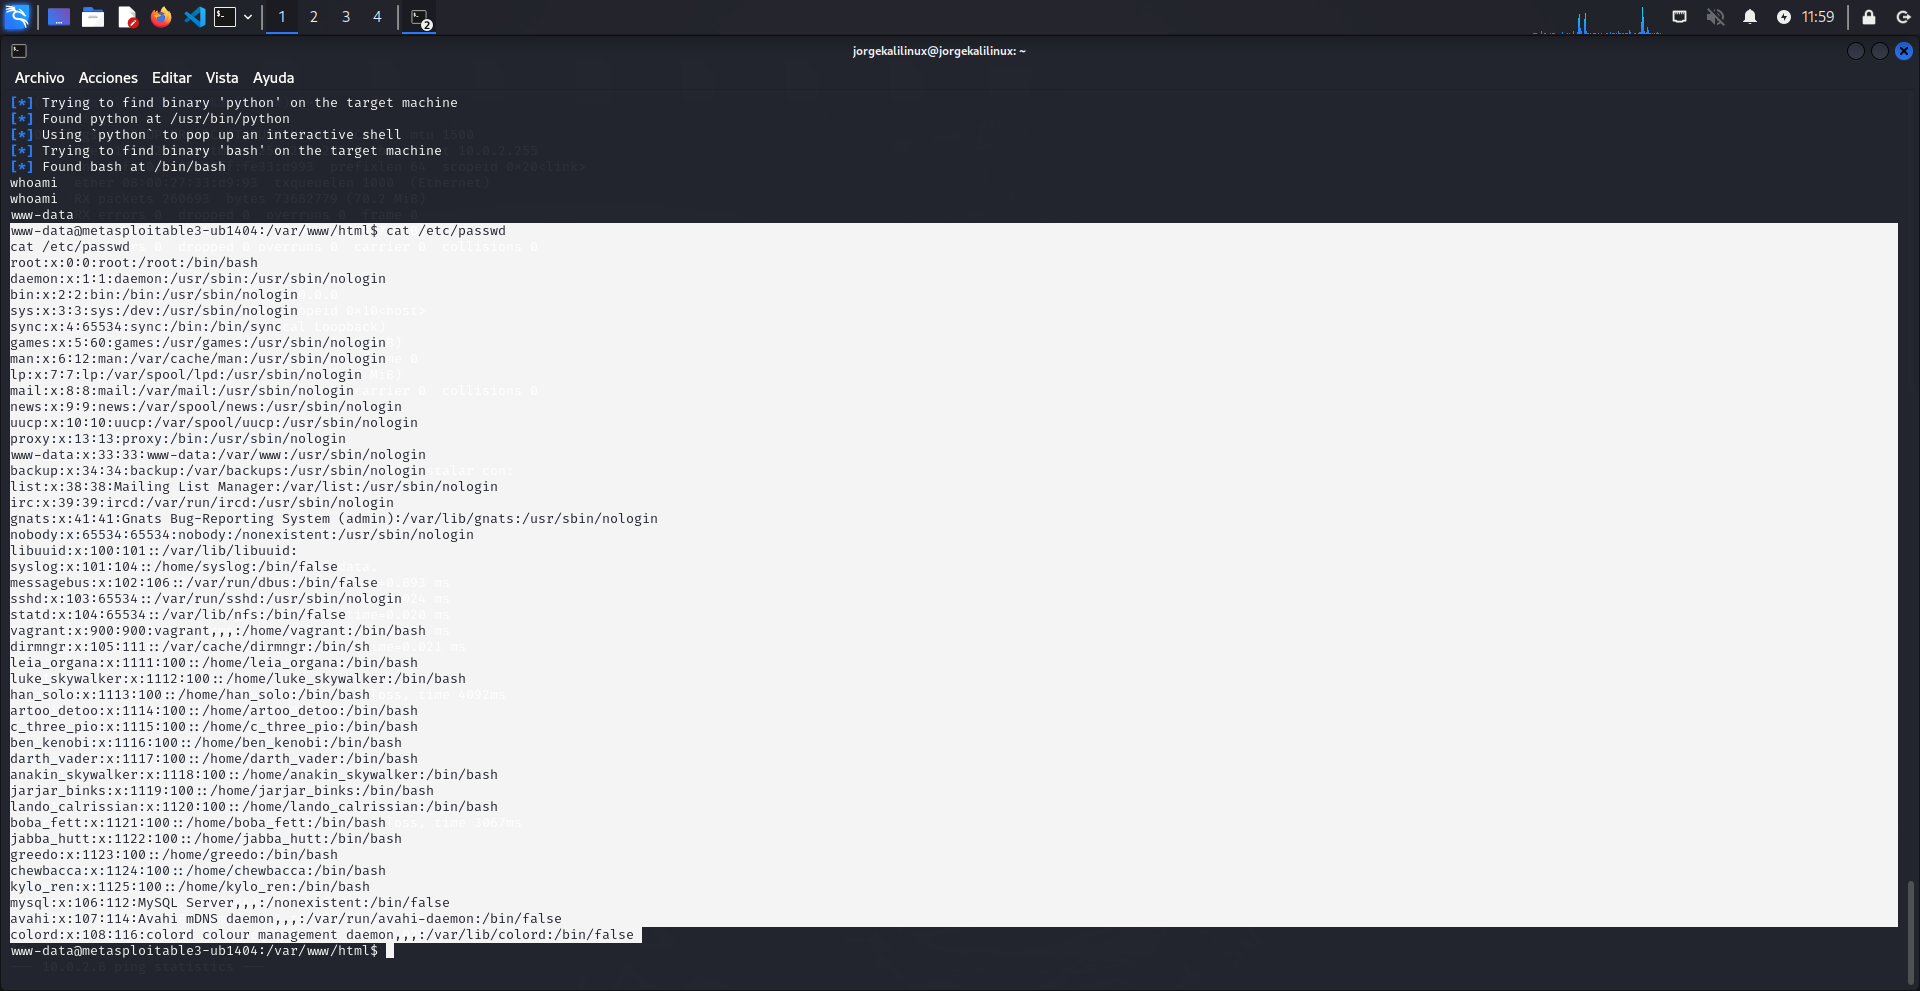 1 2 3 4 2 11:59
jorgekalilinux@jorgekalilinux: ~
Archivo Acciones Editar Vista Ayuda
[*] Trying to find binary 'python' on the target machine
[*] Found python at /usr/bin/python
[*] Using `python` to pop up an interactive shell
[*] Trying to find binary 'bash' on the target machine
[*] Found bash at /bin/bash
whoami
whoami
www-data
www-data@metasploitable3-ub1404:/var/www/html$ cat /etc/passwd
cat /etc/passwd
root:x:0:0:root:/root:/bin/bash
daemon:x:1:1:daemon:/usr/sbin:/usr/sbin/nologin
bin:x:2:2:bin:/bin:/usr/sbin/nologin
sys:x:3:3:sys:/dev:/usr/sbin/nologin
sync:x:4:65534:sync:/bin:/bin/sync
games:x:5:60:games:/usr/games:/usr/sbin/nologin
man:x:6:12:man:/var/cache/man:/usr/sbin/nologin
lp:x:7:7:lp:/var/spool/lpd:/usr/sbin/nologin
mail:x:8:8:mail:/var/mail:/usr/sbin/nologin
news:x:9:9:news:/var/spool/news:/usr/sbin/nologin
uucp:x:10:10:uucp:/var/spool/uucp:/usr/sbin/nologin
proxy:x:13:13:proxy:/bin:/usr/sbin/nologin
www-data:x:33:33:www-data:/var/www:/usr/sbin/nologin
backup:x:34:34:backup:/var/backups:/usr/sbin/nologin
list:x:38:38:Mailing List Manager:/var/list:/usr/sbin/nologin
irc:x:39:39:ircd:/var/run/ircd:/usr/sbin/nologin
gnats:x:41:41:Gnats Bug-Reporting System (admin):/var/lib/gnats:/usr/sbin/nologin
nobody:x:65534:65534:nobody:/nonexistent:/usr/sbin/nologin
libuuid:x:100:101::/var/lib/libuuid:
syslog:x:101:104::/home/syslog:/bin/false
messagebus:x:102:106::/var/run/dbus:/bin/false
sshd:x:103:65534::/var/run/sshd:/usr/sbin/nologin
statd:x:104:65534::/var/lib/nfs:/bin/false
vagrant:x:900:900:vagrant,,,:/home/vagrant:/bin/bash
dirmngr:x:105:111::/var/cache/dirmngr:/bin/sh
leia_organa:x:1111:100::/home/leia_organa:/bin/bash
luke_skywalker:x:1112:100::/home/luke_skywalker:/bin/bash
han_solo:x:1113:100::/home/han_solo:/bin/bash
artoo_detoo:x:1114:100::/home/artoo_detoo:/bin/bash
c_three_pio:x:1115:100::/home/c_three_pio:/bin/bash
ben_kenobi:x:1116:100::/home/ben_kenobi:/bin/bash
darth_vader:x:1117:100::/home/darth_vader:/bin/bash
anakin_skywalker:x:1118:100::/home/anakin_skywalker:/bin/bash
jarjar_binks:x:1119:100::/home/jarjar_binks:/bin/bash
lando_calrissian:x:1120:100::/home/lando_calrissian:/bin/bash
boba_fett:x:1121:100::/home/boba_fett:/bin/bash
jabba_hutt:x:1122:100::/home/jabba_hutt:/bin/bash
greedo:x:1123:100::/home/greedo:/bin/bash
chewbacca:x:1124:100::/home/chewbacca:/bin/bash
kylo_ren:x:1125:100::/home/kylo_ren:/bin/bash
mysql:x:106:112:MySQL Server,,,:/nonexistent:/bin/false
avahi:x:107:114:Avahi mDNS daemon,,,:/var/run/avahi-daemon:/bin/false
colord:x:108:116:colord colour management daemon,,,:/var/lib/colord:/bin/false
www-data@metasploitable3-ub1404:/var/www/html$